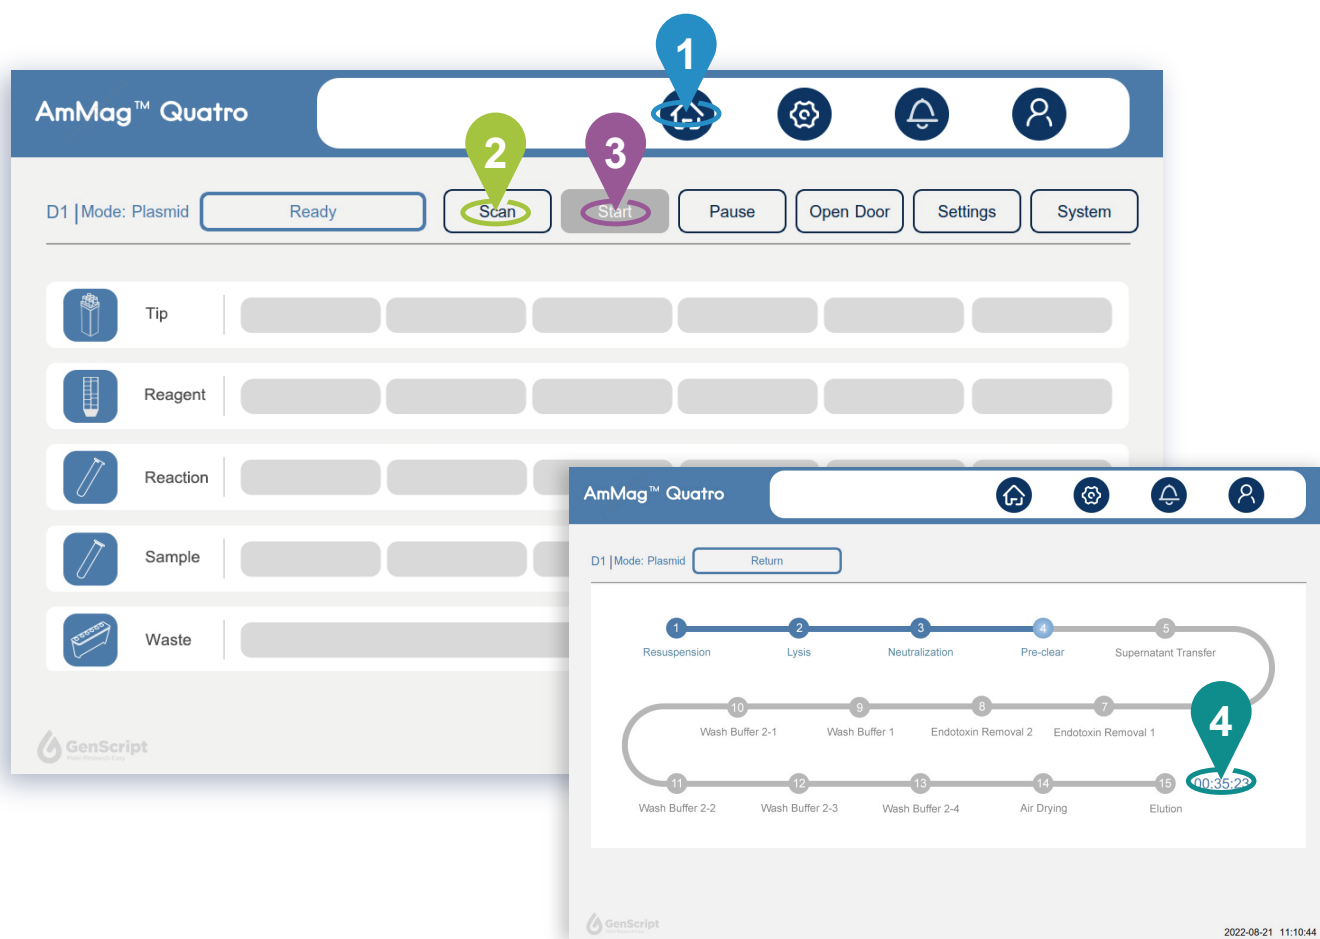 1
AmMag™ Quatro
2
3
D1 | Mode: Plasmid
Ready
Scan
Start
Pause
Open Door
Settings
System
Tip
Reagent
Reaction
Sample
Waste
GenScript
AmMag™ Quatro
D1 | Mode: Plasmid
Return
1
2
3
4
5
Resuspension
Lysis
Neutralization
Pre-clear
Supernatant Transfer
10
9
8
7
4
Wash Buffer 2-1
Wash Buffer 1
Endotoxin Removal 2
Endotoxin Removal 1
11
12
13
14
15
00:35:23
Wash Buffer 2-2
Wash Buffer 2-3
Wash Buffer 2-4
Air Drying
Elution
GenScript
2022-08-21 11:10:44